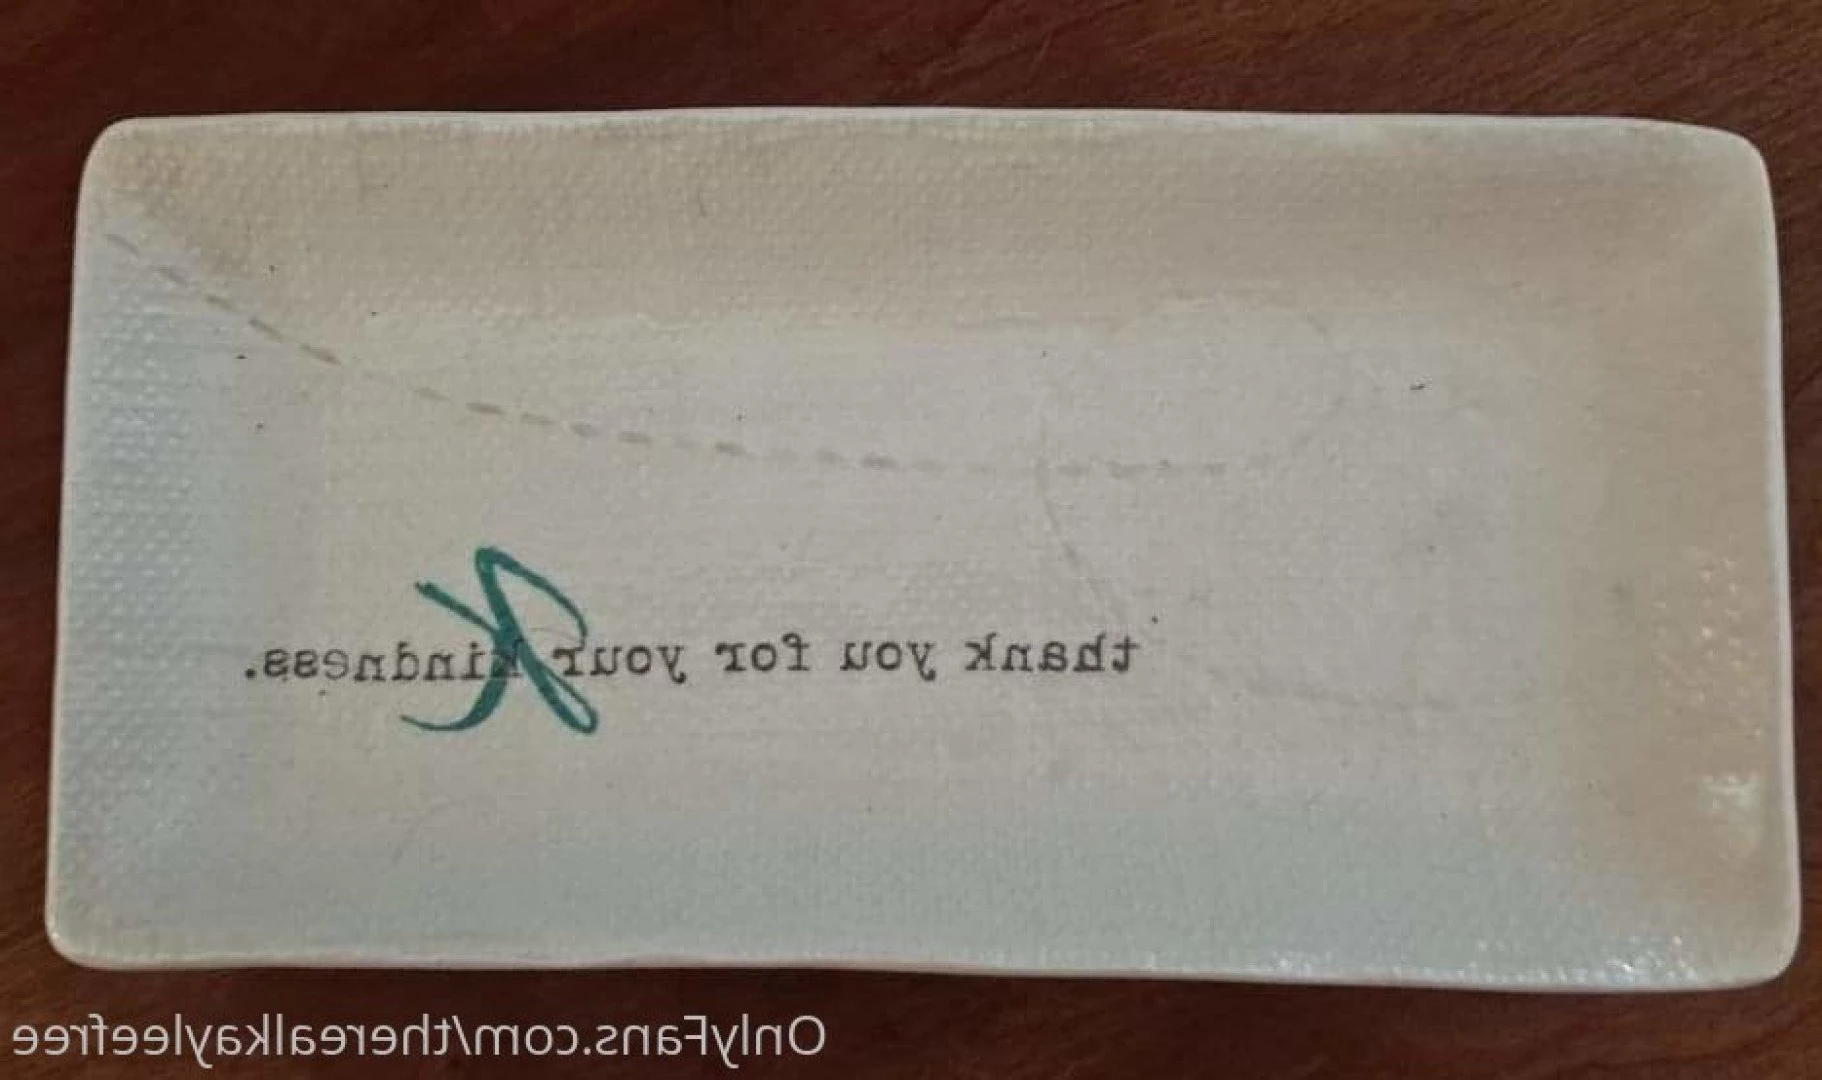 thank you for your kindness.
K
OnlyFans.com/therealkayleefree